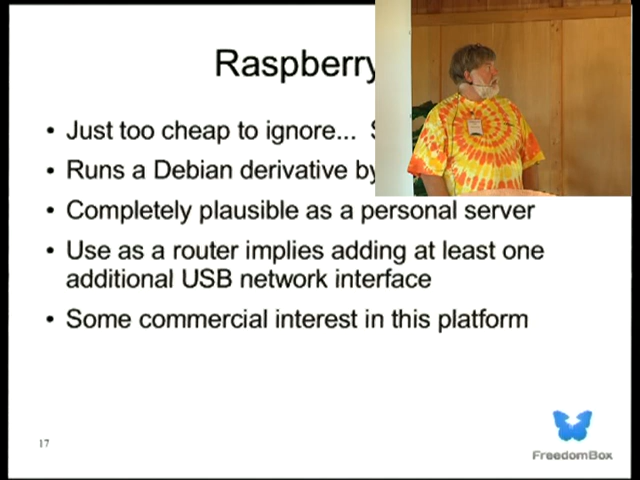 Raspberry
• Just too cheap to ignore...
• Runs a Debian derivative by
• Completely plausible as a personal server
• Use as a router implies adding at least one
additional USB network interface
• Some commercial interest in this platform
17
FreedomBox